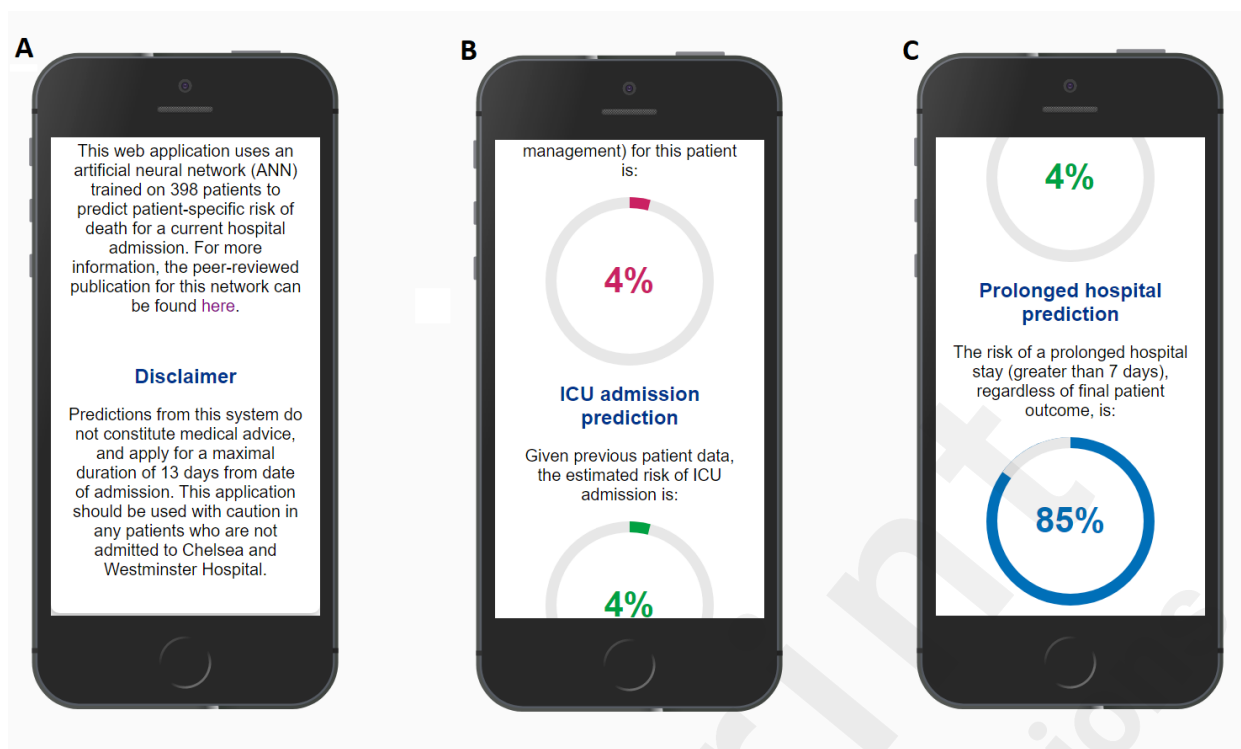 A
This web application uses an
artificial neural network (ANN)
trained on 398 patients to
predict patient-specific risk of
death for a current hospital
admission. For more
information, the peer-reviewed
publication for this network can
be found here.
Disclaimer
Predictions from this system do
not constitute medical advice,
and apply for a maximal
duration of 13 days from date
of admission. This application
should be used with caution in
any patients who are not
admitted to Chelsea and
Westminster Hospital.
B
management) for this patient
is:
4%
ICU admission
prediction
Given previous patient data,
the estimated risk of ICU
admission is:
4%
C
4%
Prolonged hospital
prediction
The risk of a prolonged hospital
stay (greater than 7 days),
regardless of final patient
outcome, is:
85%